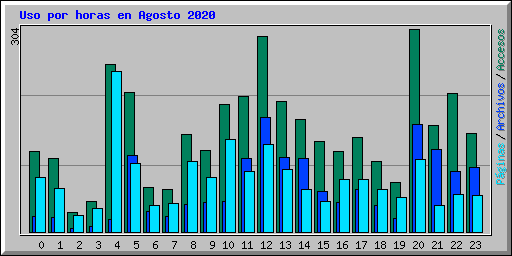 Uso por horas en Agosto 2020
304
Páginas / Archivos / Accesos
0 1 2 3 4 5 6 7 8 9 10 11 12 13 14 15 16 17 18 19 20 21 22 23